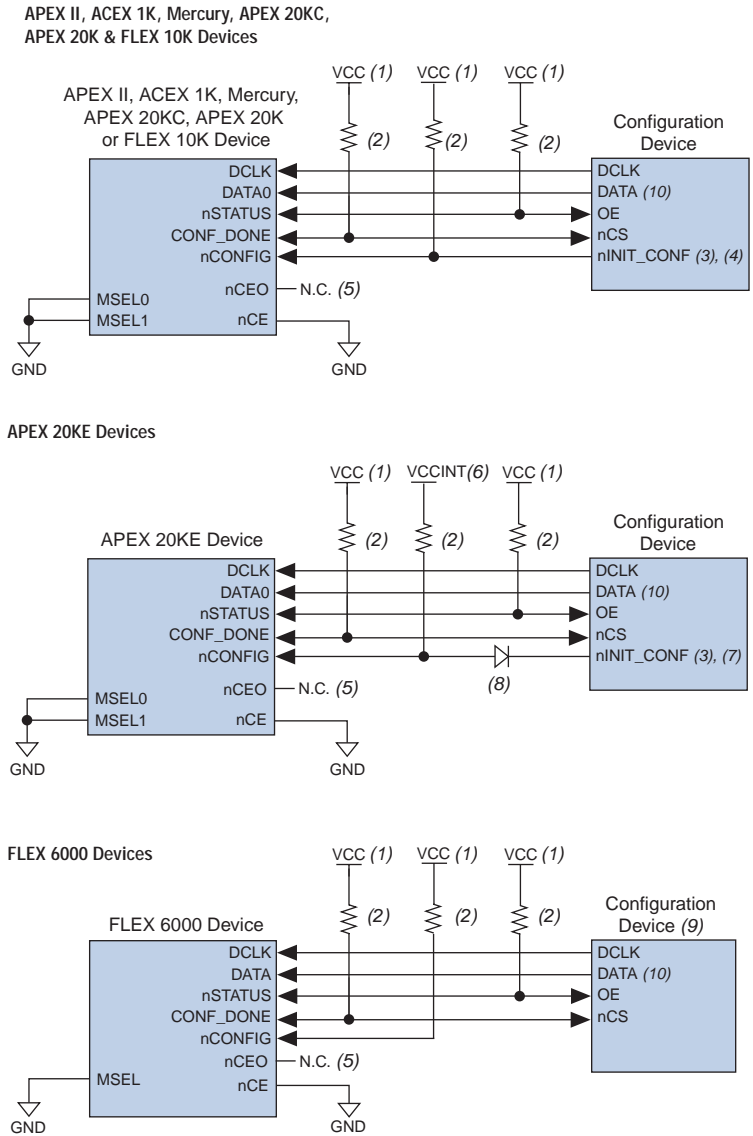 APEX II, ACEX 1K, Mercury, APEX 20KC,
APEX 20K & FLEX 10K Devices
VCC (1) VCC (1) VCC (1)
APEX II, ACEX 1K, Mercury,
APEX 20KC, APEX 20K
or FLEX 10K Device
(2) (2) (2)
Configuration
Device
DCLK DCLK
DATA0 DATA (10)
nSTATUS OE
CONF_DONE nCS
nCONFIG nINIT_CONF (3), (4)
nCEO N.C. (5)
MSEL0
MSEL1 nCE
GND GND
APEX 20KE Devices
VCC (1) VCCINT(6) VCC (1)
APEX 20KE Device
(2) (2) (2)
Configuration
Device
DCLK DCLK
DATA0 DATA (10)
nSTATUS OE
CONF_DONE nCS
nCONFIG nINIT_CONF (3), (7)
(8)
nCEO N.C. (5)
MSEL0
MSEL1 nCE
GND GND
FLEX 6000 Devices
VCC (1) VCC (1) VCC (1)
FLEX 6000 Device
(2) (2) (2)
Configuration
Device (9)
DCLK DCLK
DATA DATA (10)
nSTATUS OE
CONF_DONE nCS
nCONFIG
nCEO N.C. (5)
MSEL nCE
GND GND